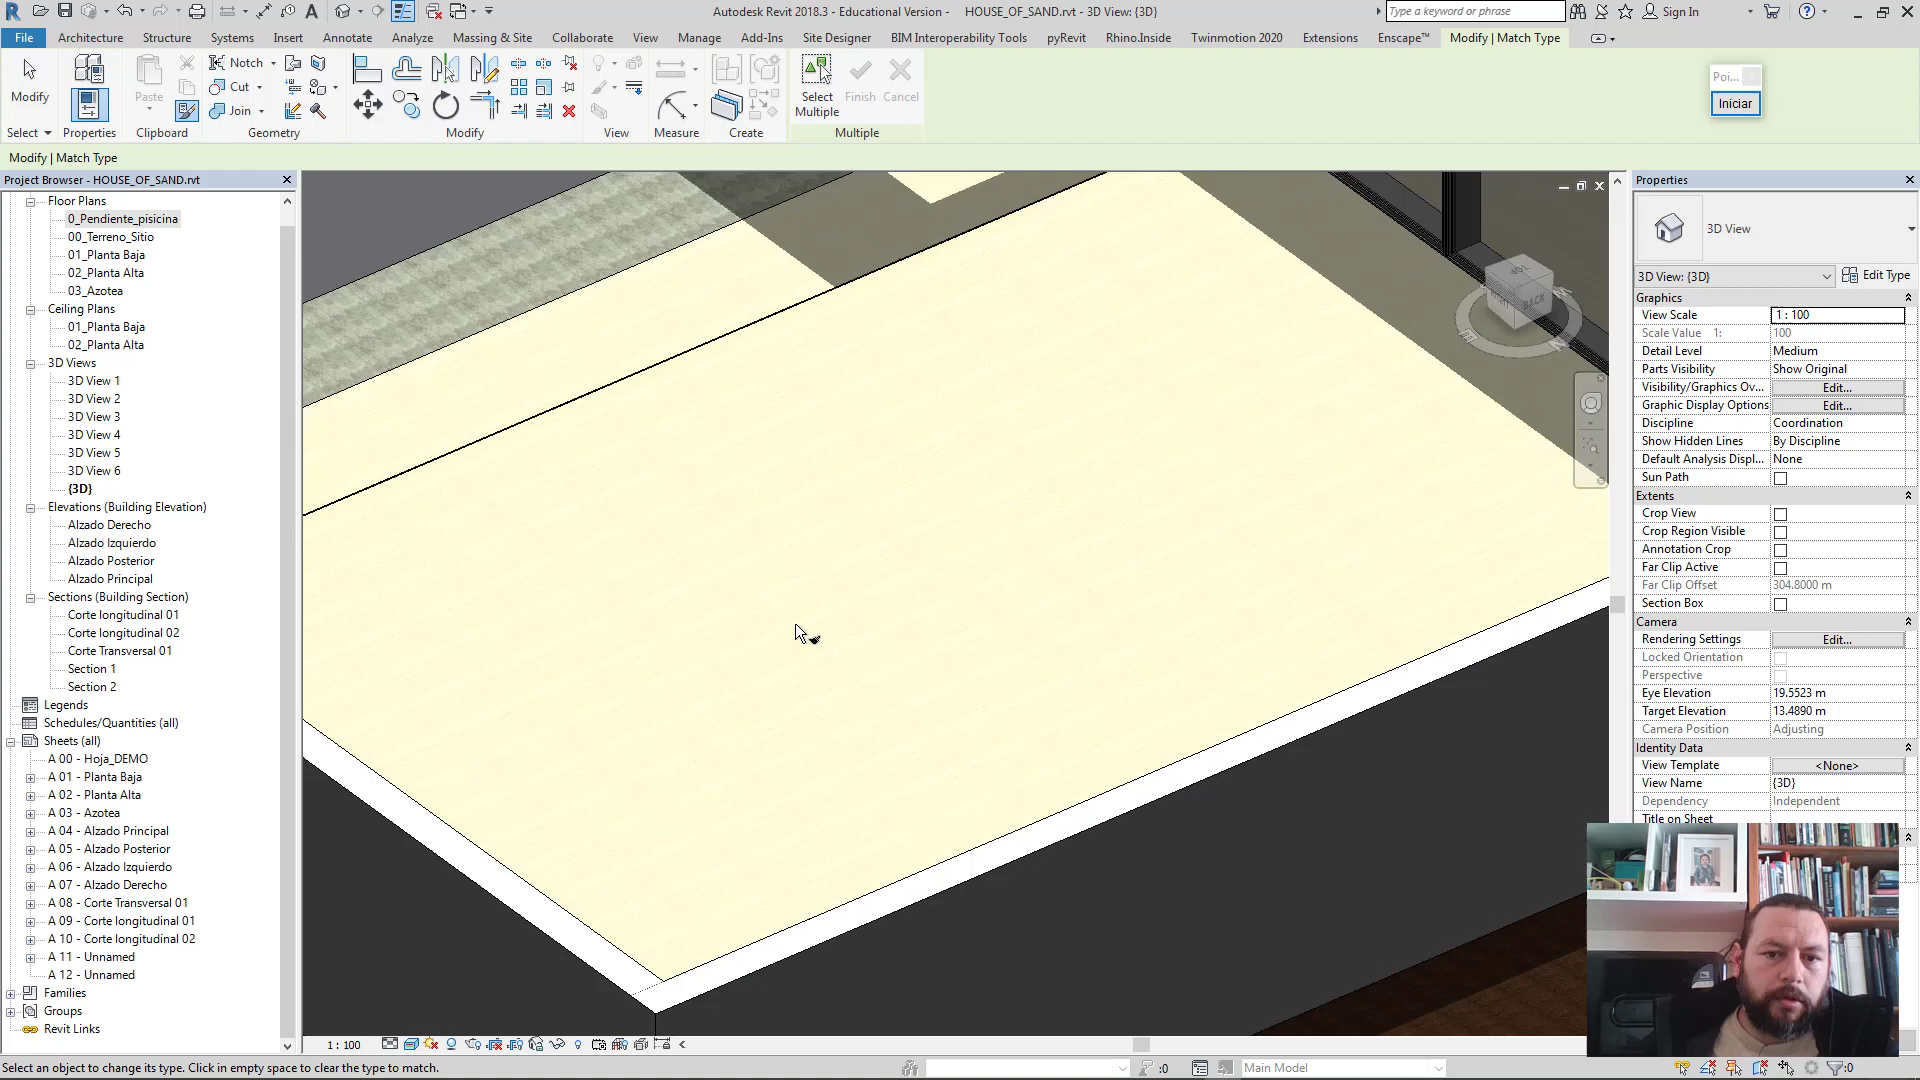 Autodesk Revit 2018.3 - Educational Version - HOUSE_OF_SAND.rvt - 3D View: {3D}
Type a keyword or phrase
Sign In
File Architecture Structure Systems Insert Annotate Analyze Massing & Site Collaborate View Manage Add-Ins Site Designer BIM Interoperability Tools pyRevit Rhino.Inside Twinmotion 2020 Extensions Enscape™ Modify | Match Type
Modify Paste Notch Cut Join Select Multiple Finish Cancel
Select Properties Clipboard Geometry Modify View Measure Create Multiple
Poi...
Iniciar
Modify | Match Type
Project Browser - HOUSE_OF_SAND.rvt
Floor Plans
0_Pendiente_pisicina
00_Terreno_Sitio
01_Planta Baja
02_Planta Alta
03_Azotea
Ceiling Plans
01_Planta Baja
02_Planta Alta
3D Views
3D View 1
3D View 2
3D View 3
3D View 4
3D View 5
3D View 6
{3D}
Elevations (Building Elevation)
Alzado Derecho
Alzado Izquierdo
Alzado Posterior
Alzado Principal
Sections (Building Section)
Corte longitudinal 01
Corte longitudinal 02
Corte Transversal 01
Section 1
Section 2
Legends
Schedules/Quantities (all)
Sheets (all)
A 00 - Hoja_DEMO
A 01 - Planta Baja
A 02 - Planta Alta
A 03 - Azotea
A 04 - Alzado Principal
A 05 - Alzado Posterior
A 06 - Alzado Izquierdo
A 07 - Alzado Derecho
A 08 - Corte Transversal 01
A 09 - Corte longitudinal 01
A 10 - Corte longitudinal 02
A 11 - Unnamed
A 12 - Unnamed
Families
Groups
Revit Links
BACK
Properties
3D View
3D View: {3D} Edit Type
Graphics
View Scale 1 : 100
Scale Value 1: 100
Detail Level Medium
Parts Visibility Show Original
Visibility/Graphics Ov... Edit...
Graphic Display Options Edit...
Discipline Coordination
Show Hidden Lines By Discipline
Default Analysis Displ... None
Sun Path
Extents
Crop View
Crop Region Visible
Annotation Crop
Far Clip Active
Far Clip Offset 304.8000 m
Section Box
Camera
Rendering Settings Edit...
Locked Orientation
Perspective
Eye Elevation 19.5523 m
Target Elevation 13.4890 m
Camera Position Adjusting
Identity Data
View Template <None>
View Name {3D}
Dependency Independent
Title on Sheet
1 : 100
Select an object to change its type. Click in empty space to clear the type to match.
:0
Main Model
:0